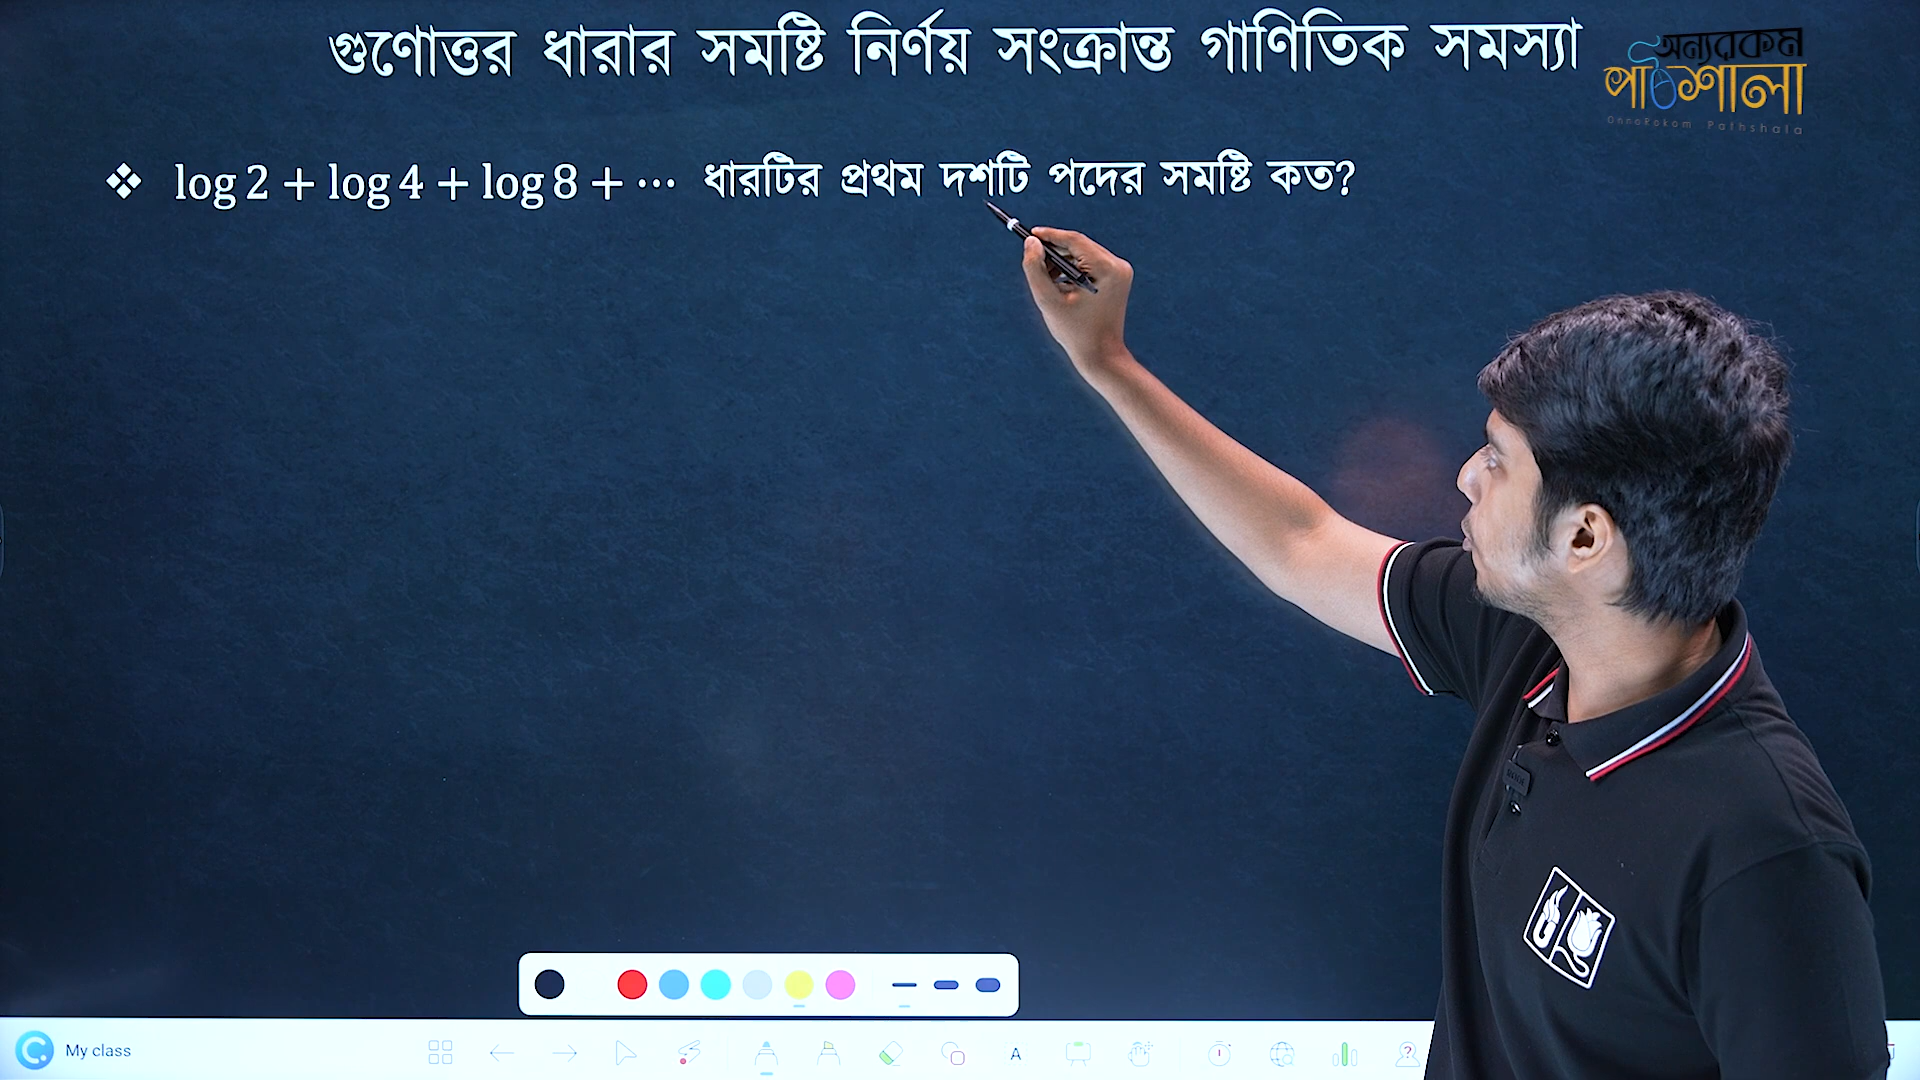 গুণোত্তর ধারার সমষ্টি নির্ণয় সংক্রান্ত গাণিতিক সমস্যা
অন্যরকম
পাঠশালা
OnnoRokom Pathshala
❖ log 2 + log 4 + log 8 + ⋯ ধারটির প্রথম দশটি পদের সমষ্টি কত?
My class
A